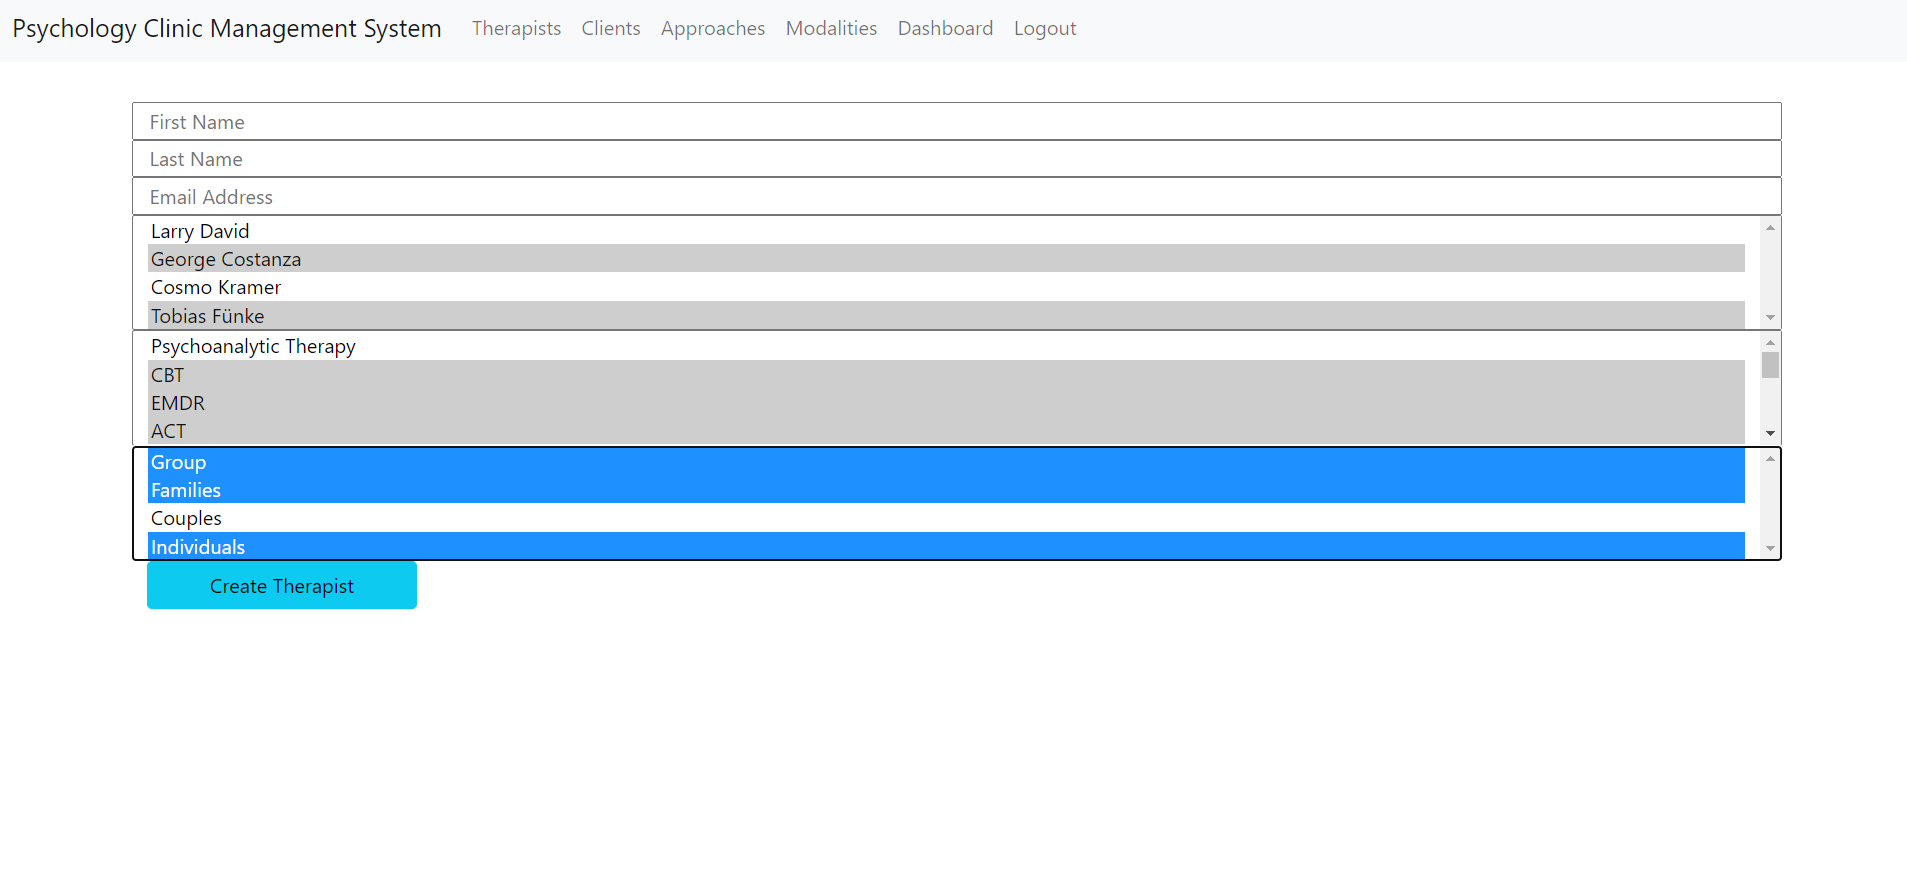 Psychology Clinic Management System Therapists Clients Approaches Modalities Dashboard Logout
First Name
Last Name
Email Address
Larry David
George Costanza
Cosmo Kramer
Tobias Fünke
Psychoanalytic Therapy
CBT
EMDR
ACT
Group
Families
Couples
Individuals
Create Therapist